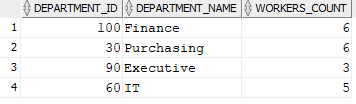 DEPARTMENT_ID DEPARTMENT_NAME WORKERS_COUNT
1 100 Finance 6
2 30 Purchasing 6
3 90 Executive 3
4 60 IT 5